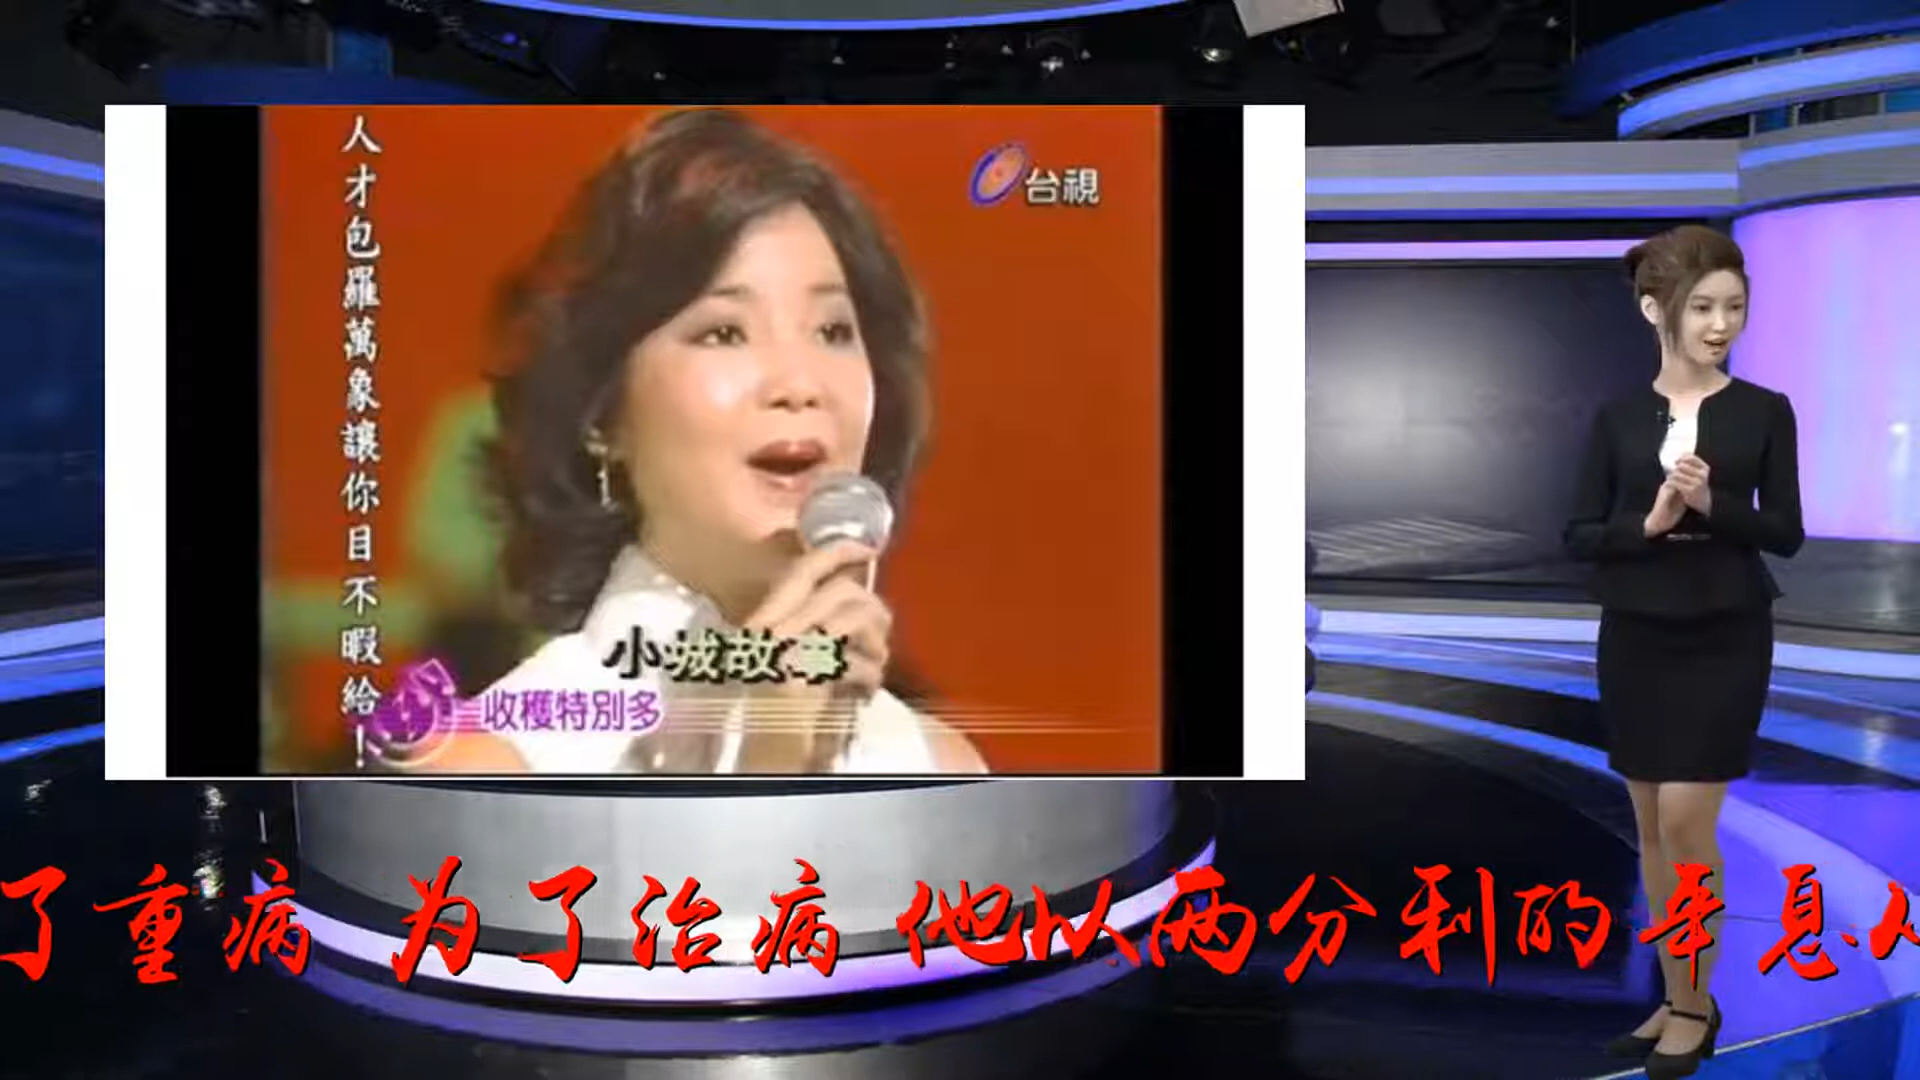 人才包羅萬象讓你目不暇給！
台視
小城故事
收穫特別多
了重病 为了治病 他以两分利的年息